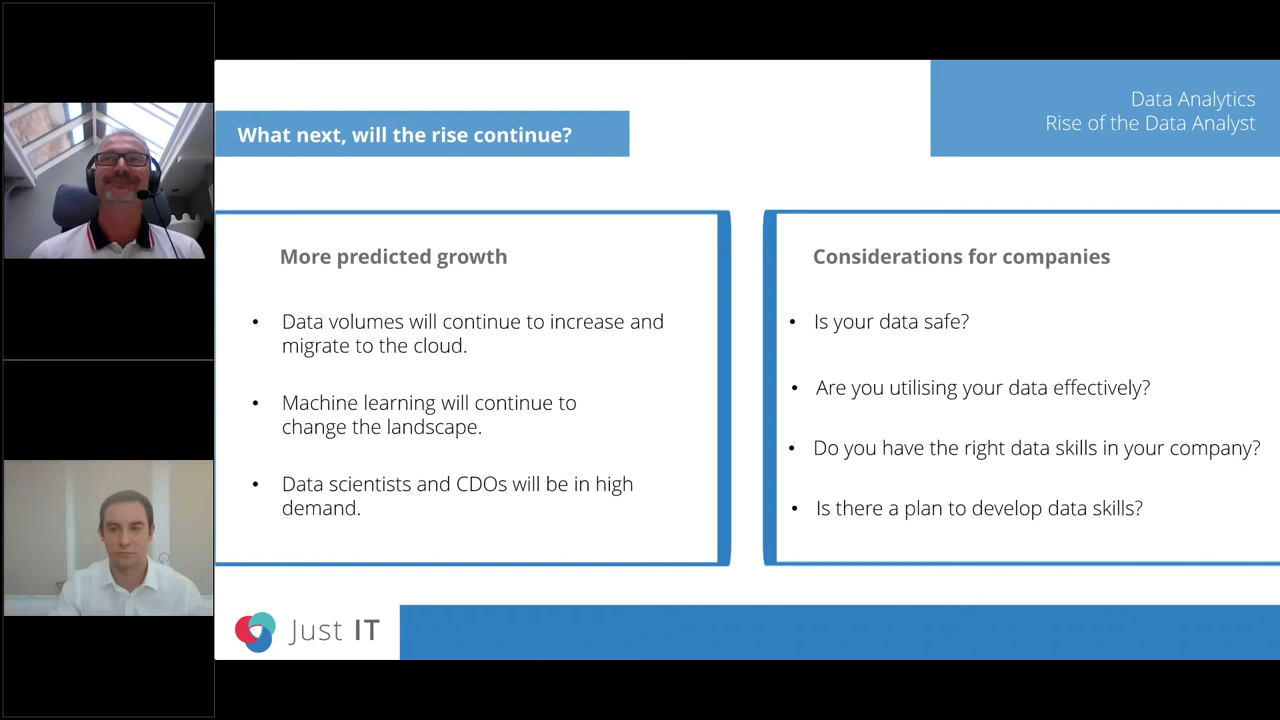 Data Analytics
Rise of the Data Analyst
What next, will the rise continue?
More predicted growth
• Data volumes will continue to increase and
migrate to the cloud.
• Machine learning will continue to
change the landscape.
• Data scientists and CDOs will be in high
demand.
Considerations for companies
• Is your data safe?
• Are you utilising your data effectively?
• Do you have the right data skills in your company?
• Is there a plan to develop data skills?
Just IT